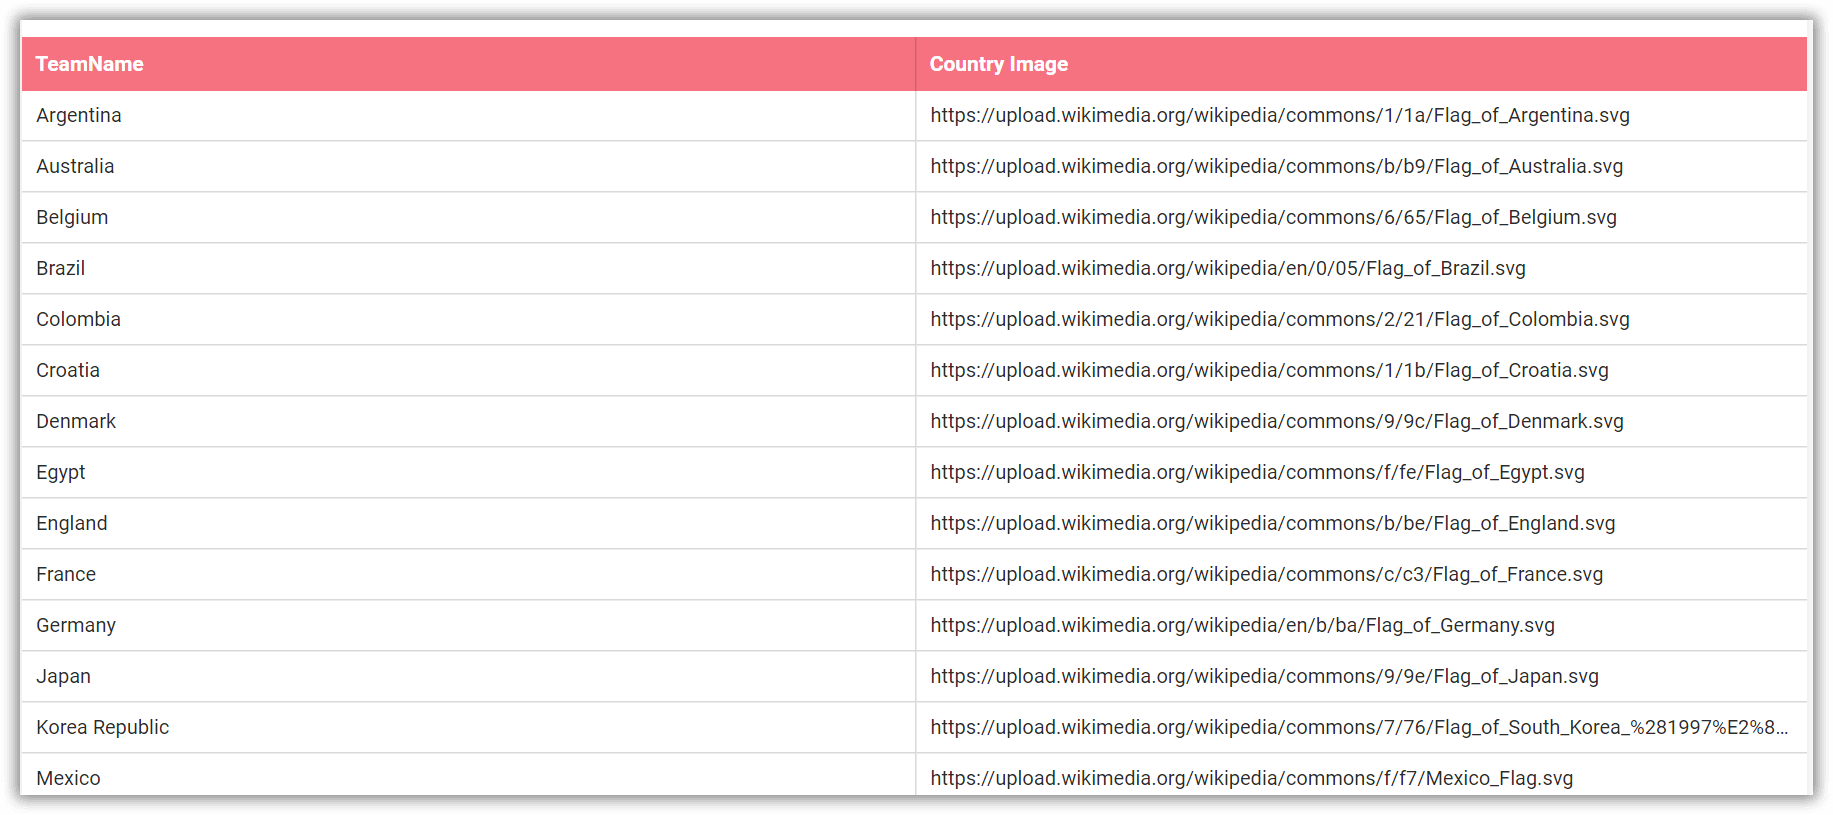 TeamName Country Image
Argentina https://upload.wikimedia.org/wikipedia/commons/1/1a/Flag_of_Argentina.svg
Australia https://upload.wikimedia.org/wikipedia/commons/b/b9/Flag_of_Australia.svg
Belgium https://upload.wikimedia.org/wikipedia/commons/6/65/Flag_of_Belgium.svg
Brazil https://upload.wikimedia.org/wikipedia/en/0/05/Flag_of_Brazil.svg
Colombia https://upload.wikimedia.org/wikipedia/commons/2/21/Flag_of_Colombia.svg
Croatia https://upload.wikimedia.org/wikipedia/commons/1/1b/Flag_of_Croatia.svg
Denmark https://upload.wikimedia.org/wikipedia/commons/9/9c/Flag_of_Denmark.svg
Egypt https://upload.wikimedia.org/wikipedia/commons/f/fe/Flag_of_Egypt.svg
England https://upload.wikimedia.org/wikipedia/commons/b/be/Flag_of_England.svg
France https://upload.wikimedia.org/wikipedia/commons/c/c3/Flag_of_France.svg
Germany https://upload.wikimedia.org/wikipedia/en/b/ba/Flag_of_Germany.svg
Japan https://upload.wikimedia.org/wikipedia/commons/9/9e/Flag_of_Japan.svg
Korea Republic https://upload.wikimedia.org/wikipedia/commons/7/76/Flag_of_South_Korea_%281997%E2%8...
Mexico https://upload.wikimedia.org/wikipedia/commons/f/f7/Mexico_Flag.svg